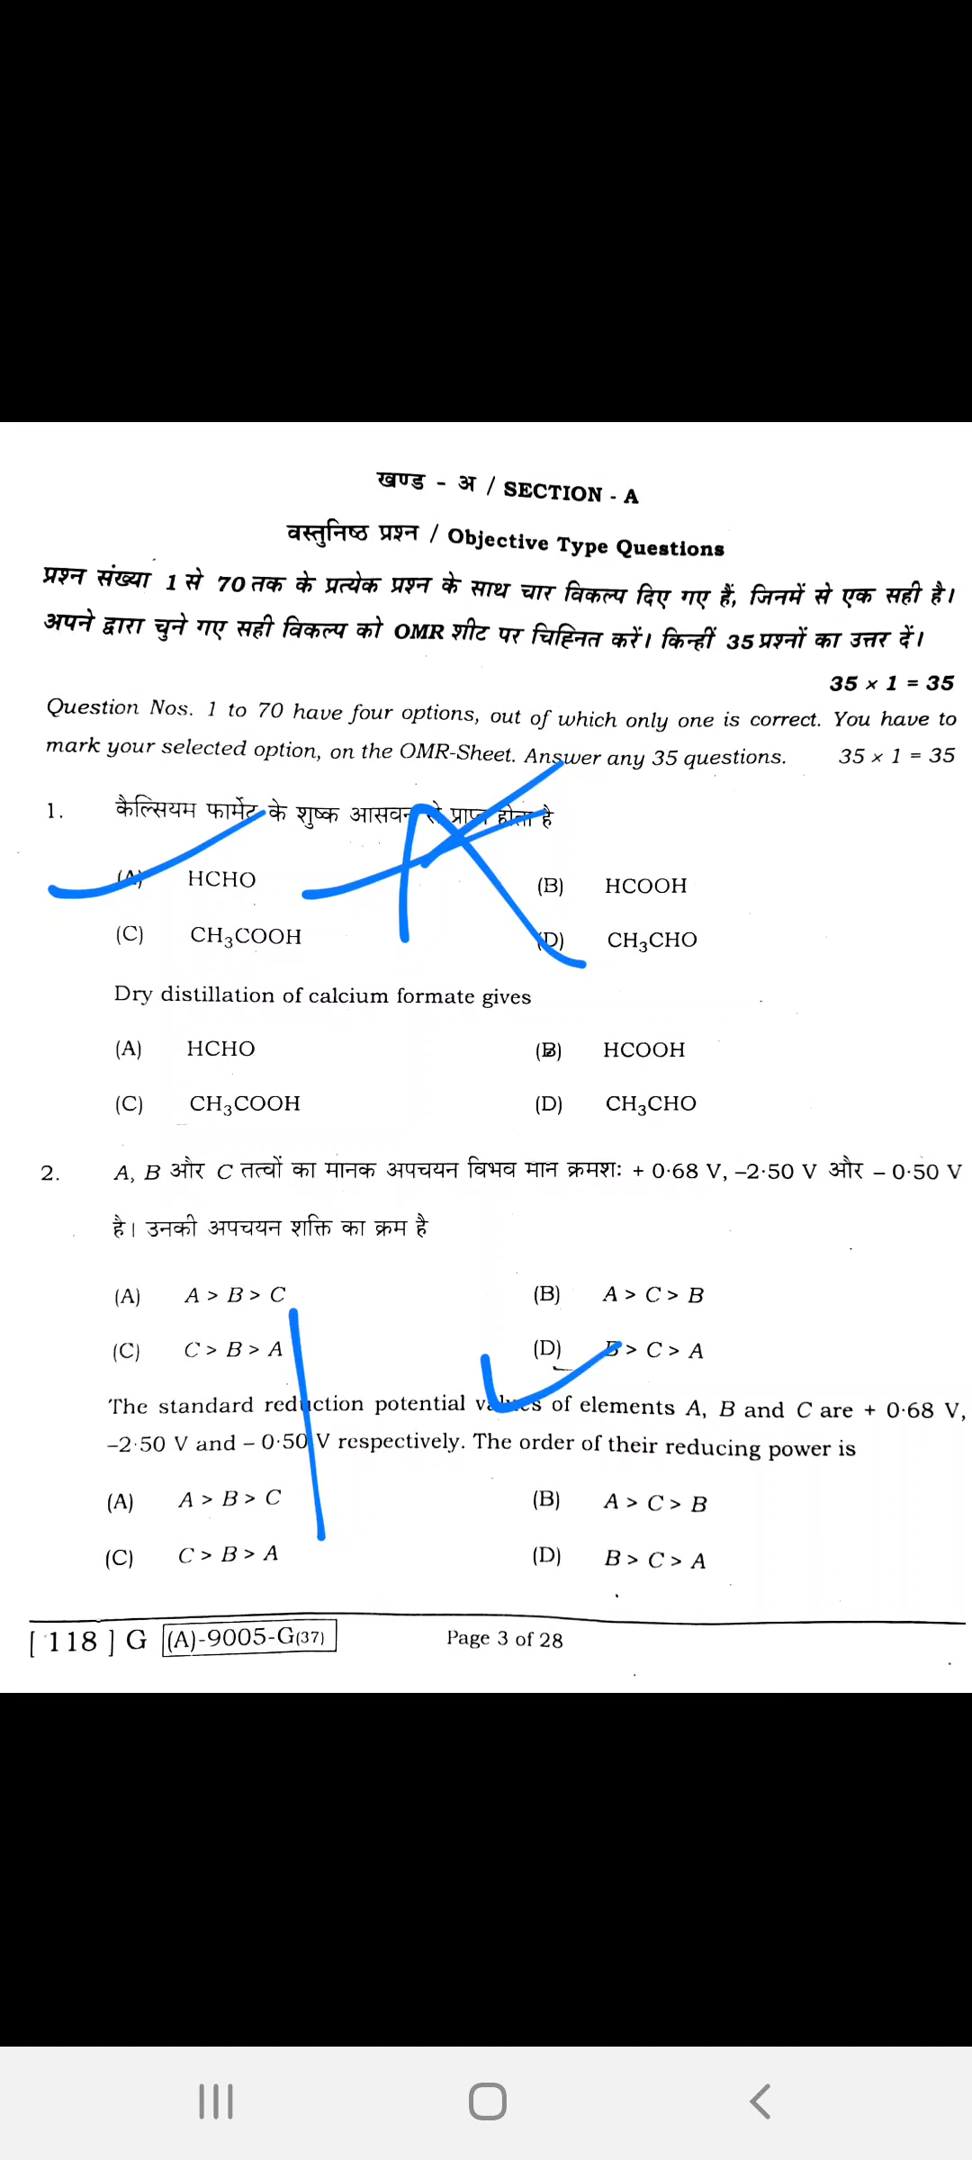 खण्ड - अ / SECTION - A
वस्तुनिष्ठ प्रश्न / Objective Type Questions
प्रश्न संख्या 1 से 70 तक के प्रत्येक प्रश्न के साथ चार विकल्प दिए गए हैं, जिनमें से एक सही है।
अपने द्वारा चुने गए सही विकल्प को OMR शीट पर चिह्नित करें। किन्हीं 35 प्रश्नों का उत्तर दें।
35 × 1 = 35
Question Nos. 1 to 70 have four options, out of which only one is correct. You have to
mark your selected option, on the OMR-Sheet. Answer any 35 questions. 35 × 1 = 35
1. कैल्सियम फार्मेट के शुष्क आसवन से प्राप्त होता है
(A) HCHO (B) HCOOH
(C) CH₃COOH (D) CH₃CHO
Dry distillation of calcium formate gives
(A) HCHO (B) HCOOH
(C) CH₃COOH (D) CH₃CHO
2. A, B और C तत्वों का मानक अपचयन विभव मान क्रमशः + 0·68 V, –2·50 V और – 0·50 V
है। उनकी अपचयन शक्ति का क्रम है
(A) A > B > C (B) A > C > B
(C) C > B > A (D) B > C > A
The standard reduction potential values of elements A, B and C are + 0·68 V,
–2·50 V and – 0·50 V respectively. The order of their reducing power is
(A) A > B > C (B) A > C > B
(C) C > B > A (D) B > C > A
[ 118 ] G (A)-9005-G(37) Page 3 of 28